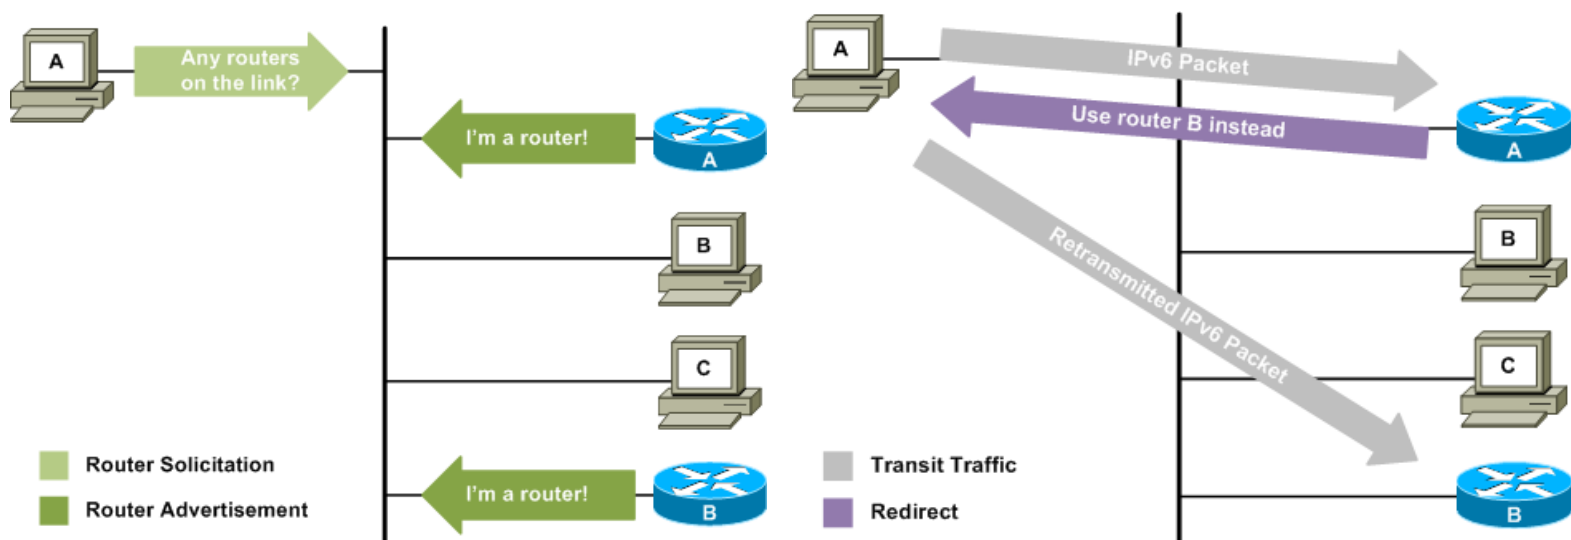 A
Any routers
on the link?
I'm a router!
A
B
C
I'm a router!
B
Router Solicitation
Router Advertisement
A
IPv6 Packet
Use router B instead
A
B
Retransmitted IPv6 Packet
C
B
Transit Traffic
Redirect